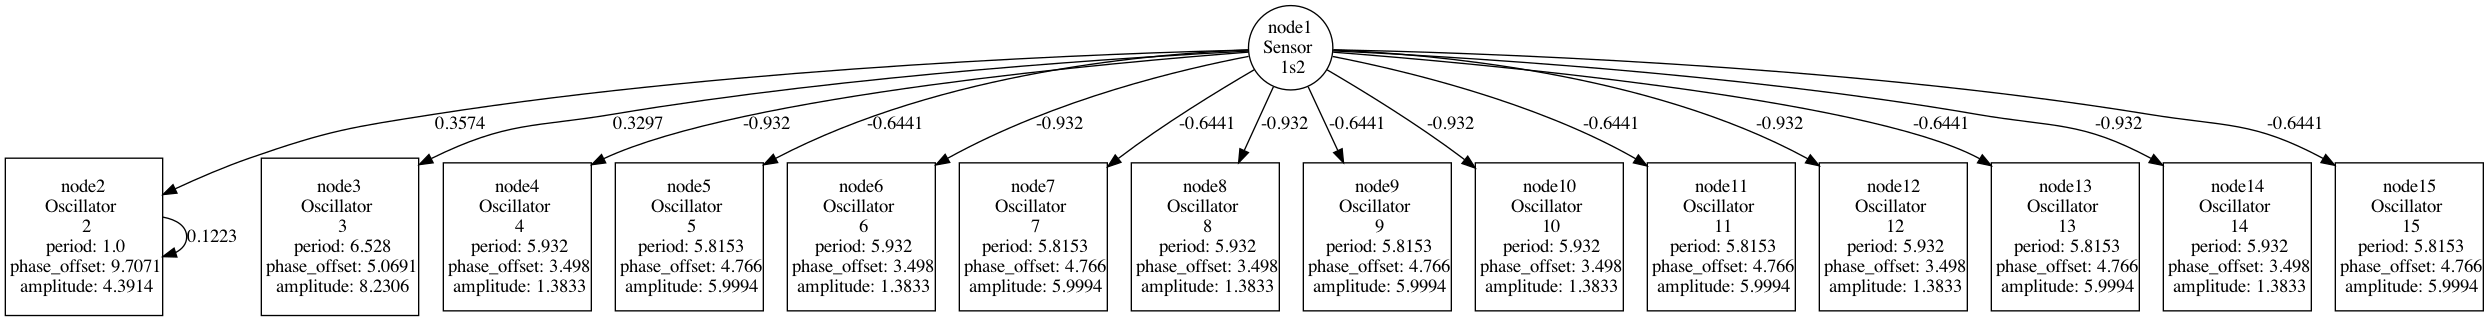 node1
Sensor
1s2
0.3574
0.3297
-0.932
-0.6441
-0.932
-0.6441
-0.932
-0.6441
-0.932
-0.6441
-0.932
-0.6441
-0.932
-0.6441
node2
Oscillator
2
period: 1.0
phase_offset: 9.7071
amplitude: 4.3914
0.1223
node3
Oscillator
3
period: 6.528
phase_offset: 5.0691
amplitude: 8.2306
node4
Oscillator
4
period: 5.932
phase_offset: 3.498
amplitude: 1.3833
node5
Oscillator
5
period: 5.8153
phase_offset: 4.766
amplitude: 5.9994
node6
Oscillator
6
period: 5.932
phase_offset: 3.498
amplitude: 1.3833
node7
Oscillator
7
period: 5.8153
phase_offset: 4.766
amplitude: 5.9994
node8
Oscillator
8
period: 5.932
phase_offset: 3.498
amplitude: 1.3833
node9
Oscillator
9
period: 5.8153
phase_offset: 4.766
amplitude: 5.9994
node10
Oscillator
10
period: 5.932
phase_offset: 3.498
amplitude: 1.3833
node11
Oscillator
11
period: 5.8153
phase_offset: 4.766
amplitude: 5.9994
node12
Oscillator
12
period: 5.932
phase_offset: 3.498
amplitude: 1.3833
node13
Oscillator
13
period: 5.8153
phase_offset: 4.766
amplitude: 5.9994
node14
Oscillator
14
period: 5.932
phase_offset: 3.498
amplitude: 1.3833
node15
Oscillator
15
period: 5.8153
phase_offset: 4.766
amplitude: 5.9994